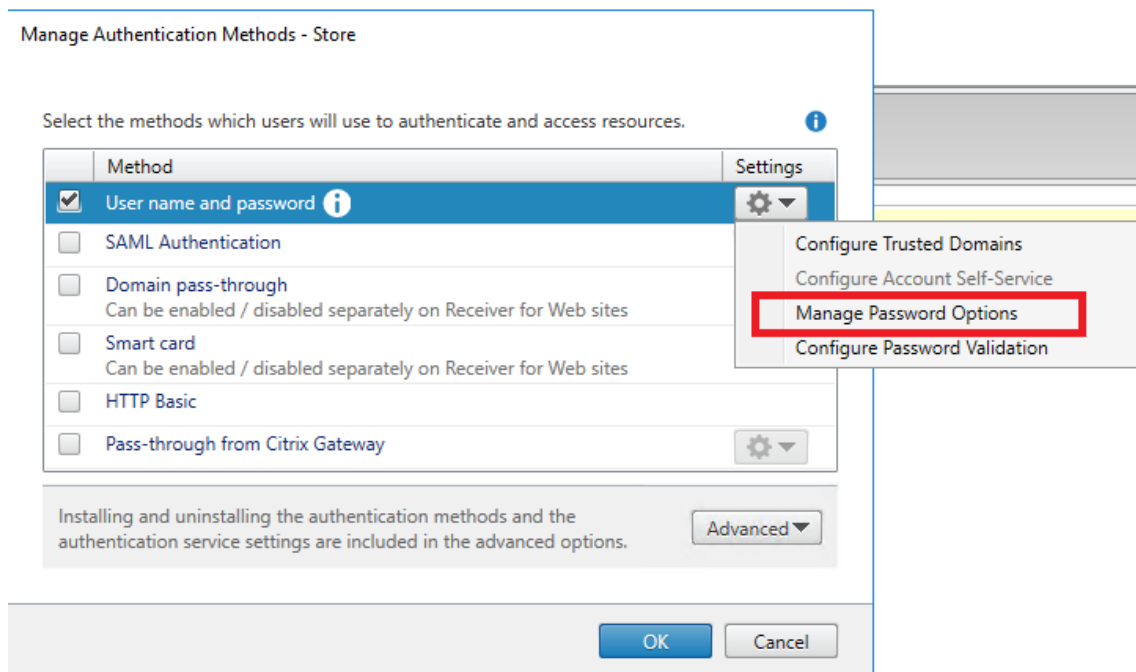 Manage Authentication Methods - Store
Select the methods which users will use to authenticate and access resources.
Method Settings
User name and password
SAML Authentication
Domain pass-through
Can be enabled / disabled separately on Receiver for Web sites
Smart card
Can be enabled / disabled separately on Receiver for Web sites
HTTP Basic
Pass-through from Citrix Gateway
Configure Trusted Domains
Configure Account Self-Service
Manage Password Options
Configure Password Validation
Installing and uninstalling the authentication methods and the
authentication service settings are included in the advanced options.
Advanced
OK Cancel